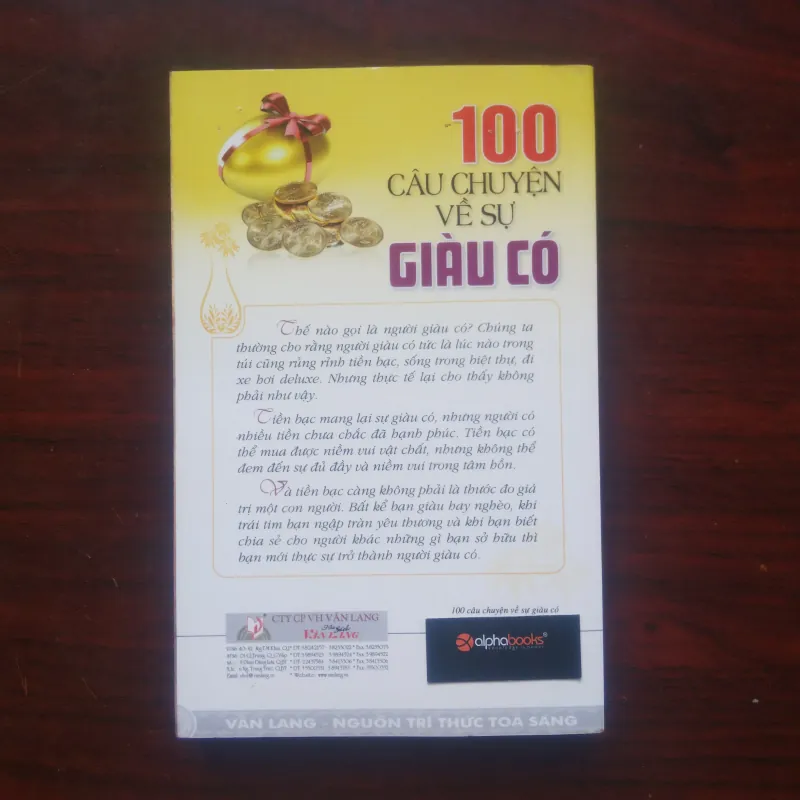 100
CÂU CHUYỆN
VỀ SỰ
GIÀU CÓ
Thế nào gọi là người giàu có? Chúng ta
thường cho rằng người giàu có tức là lúc nào trong
túi cũng rủng rỉnh tiền bạc, sống trong biệt thự, đi
xe hơi deluxe. Nhưng thực tế lại cho thấy không
phải như vậy.
Tiền bạc mang lại sự giàu có, nhưng người có
nhiều tiền chưa chắc đã hạnh phúc. Tiền bạc có
thể mua được niềm vui vật chất, nhưng không thể
đem đến sự đủ đầy và niềm vui trong tâm hồn.
Và tiền bạc càng không phải là thước đo giá
trị một con người. Bất kể bạn giàu hay nghèo, khi
trái tim bạn ngập tràn yêu thương và khi bạn biết
chia sẻ cho người khác những gì bạn sở hữu thì
bạn mới thực sự trở thành người giàu có.
100 câu chuyện về sự giàu có
CTY CP VH VĂN LANG
VĂN LANG
alphabooks
VĂN LANG - NGUỒN TRI THỨC TOẢ SÁNG